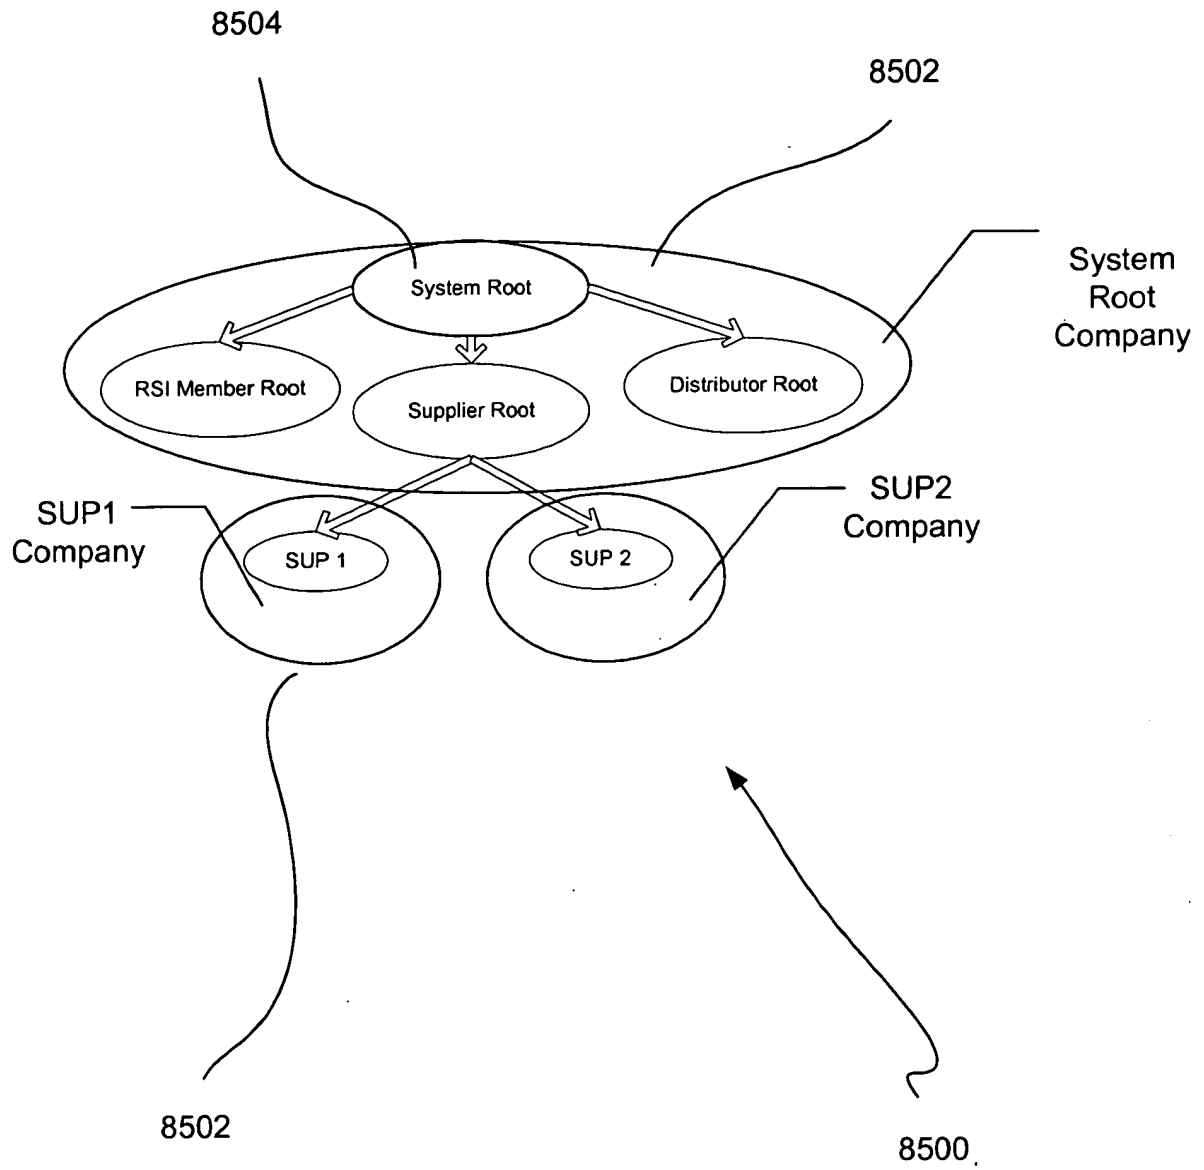 8504
8502
System Root
System
Root
Company
RSI Member Root
Supplier Root
Distributor Root
SUP1
Company
SUP2
Company
SUP 1
SUP 2
8502
8500